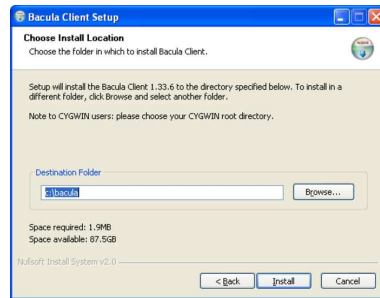 Bacula Client Setup
Choose Install Location
Choose the folder in which to install Bacula Client.
Setup will install the Bacula Client 1.33.6 to the directory specified below. To install in a
different folder, click Browse and select another folder.
Note to CYGWIN users: please choose your CYGWIN root directory.
Destination Folder
c:\bacula
Browse...
Space required: 1.9MB
Space available: 87.5GB
Nullsoft Install System v2.0
< Back
Install
Cancel